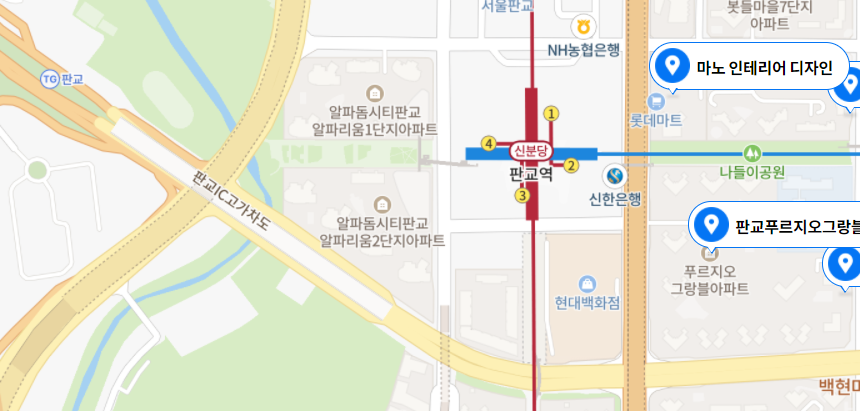 서울판교
봇들마을7단지
아파트
NH농협은행
마노 인테리어 디자인
TG 판교
알파돔시티판교
알파리움1단지아파트
1
롯데마트
4
신분당
2
판교역
나들이공원
3
신한은행
판교IC고가차도
알파돔시티판교
알파리움2단지아파트
판교푸르지오그랑블
푸르지오
그랑블아파트
현대백화점